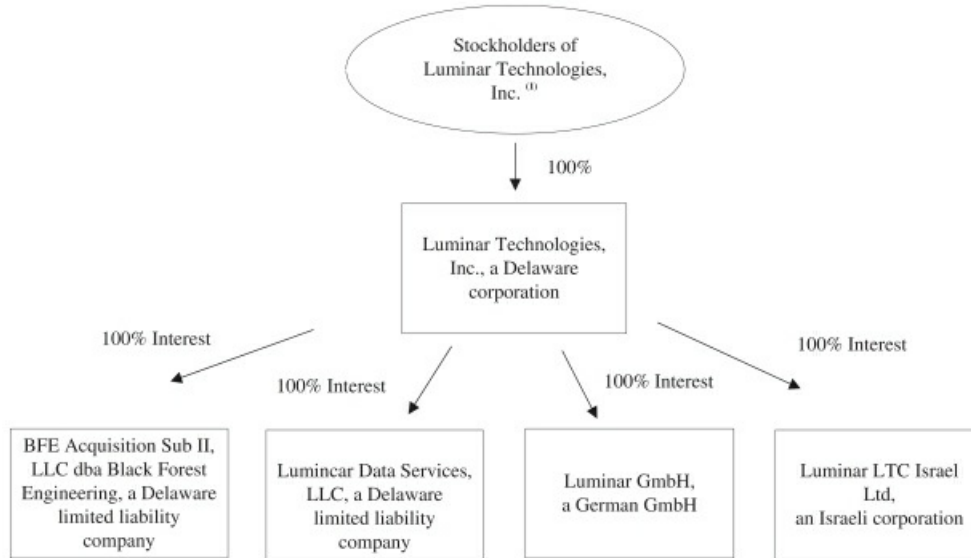 Stockholders of
Luminar Technologies,
Inc. (1)
100%
Luminar Technologies,
Inc., a Delaware
corporation
100% Interest
100% Interest
100% Interest
100% Interest
BFE Acquisition Sub II,
LLC dba Black Forest
Engineering, a Delaware
limited liability
company
Lumincar Data Services,
LLC, a Delaware
limited liability
company
Luminar GmbH,
a German GmbH
Luminar LTC Israel
Ltd,
an Israeli corporation